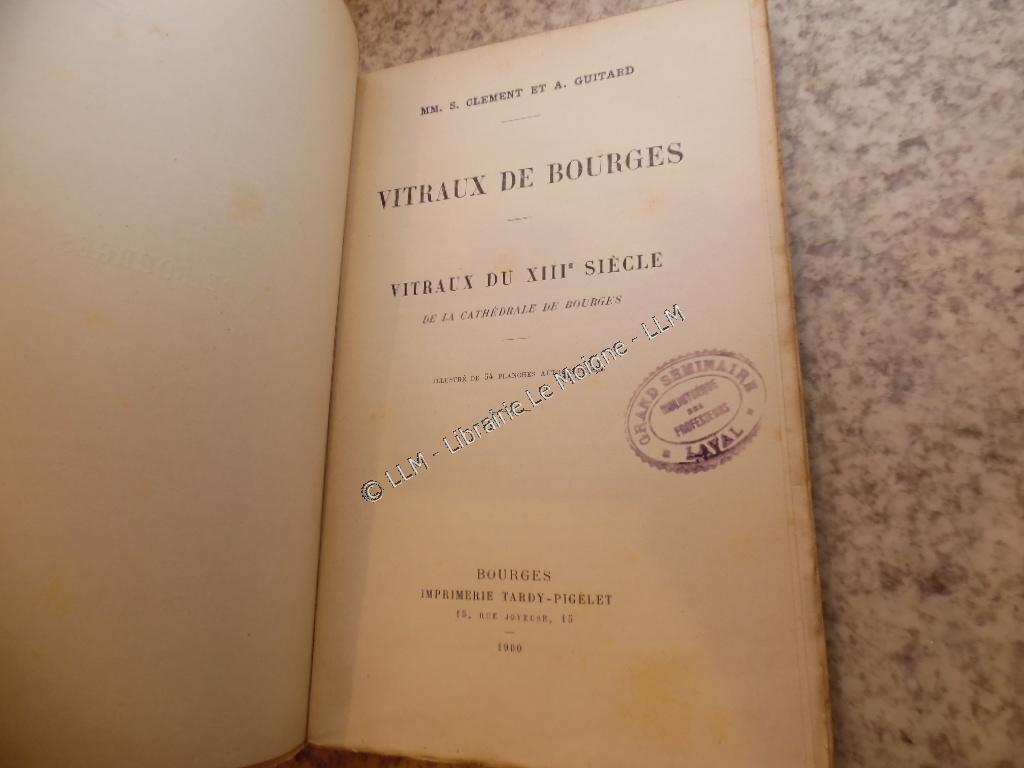 MM. S. CLEMENT ET A. GUITARD
VITRAUX DE BOURGES
VITRAUX DU XIIIe SIÈCLE
DE LA CATHÉDRALE DE BOURGES
ILLUSTRÉ DE 54 PLANCHES
© LLM - Librairie Le Moigne - LLM
GRAND SEMINAIRE
BIBLIOTHEQUE
DES
PROFESSEURS
* LAVAL *
BOURGES
IMPRIMERIE TARDY-PIGELET
15, RUE JOYEUSE, 15
1900